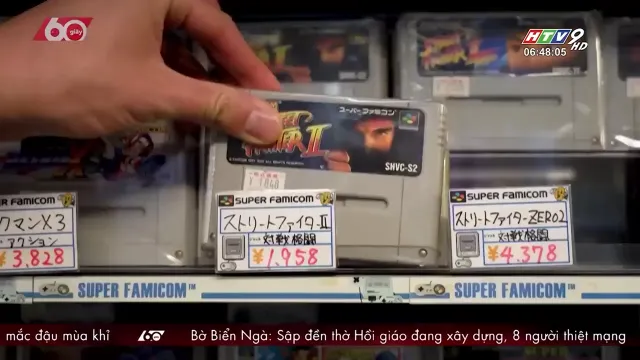 60 giây
HTV9 HD
06:48:05
スーパーファミコン
FIGHTER II
SHVC-S2
SUPER FAMICOM
クマンX3
アクション
¥3.828
SUPER FAMICOM
ストリートファイターII
対戦格闘
¥1.958
SUPER FAMICOM
ストリートファイターZERO2
対戦格闘
¥4.378
SUPER FAMICOM™
SUPER FAMICOM™
mắc đậu mùa khỉ
60
Bờ Biển Ngà: Sập đền thờ Hồi giáo đang xây dựng, 8 người thiệt mạng